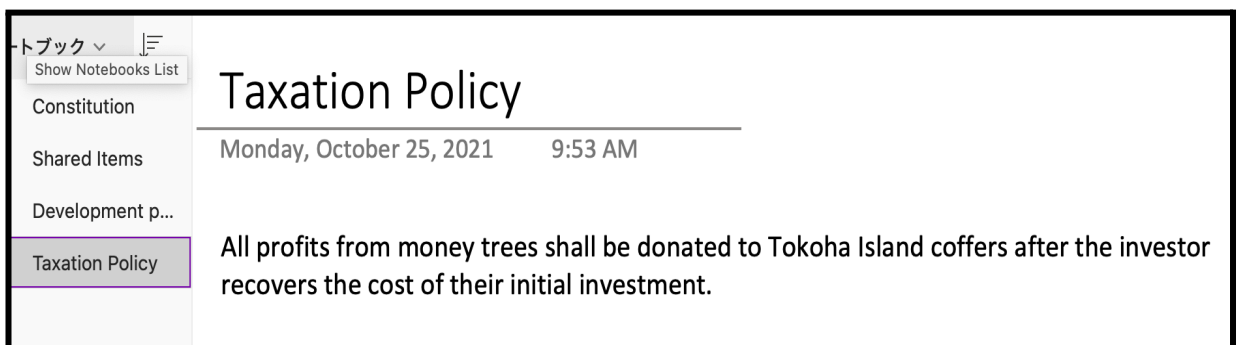 ートブック
Show Notebooks List
Constitution
Shared Items
Development p...
Taxation Policy
Taxation Policy
Monday, October 25, 2021 9:53 AM
All profits from money trees shall be donated to Tokoha Island coffers after the investor
recovers the cost of their initial investment.